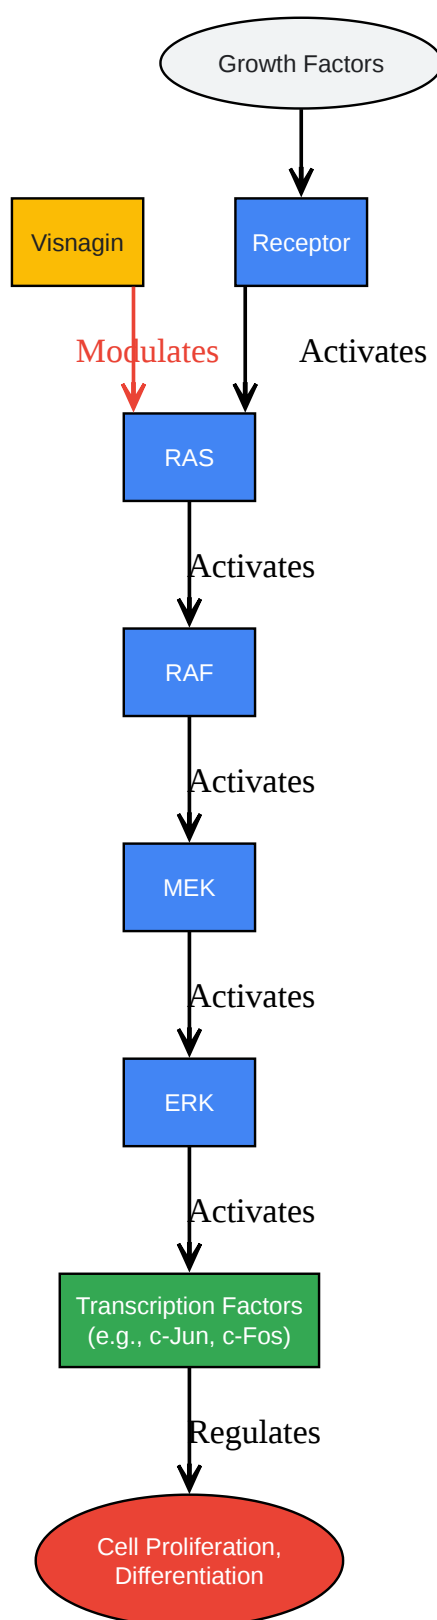 Growth Factors
Visnagin
Receptor
Modulates
Activates
RAS
Activates
RAF
Activates
MEK
Activates
ERK
Activates
Transcription Factors
(e.g., c-Jun, c-Fos)
Regulates
Cell Proliferation,
Differentiation